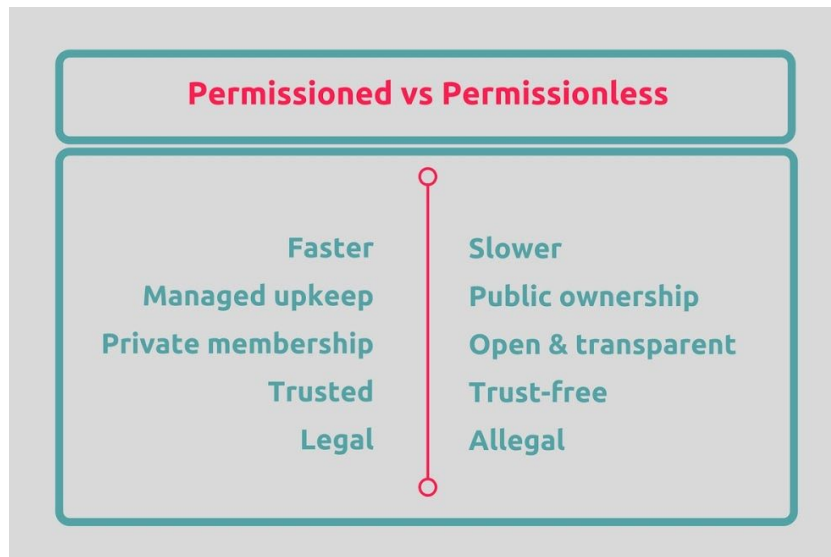 Permissioned vs Permissionless
Faster
Slower
Managed upkeep
Public ownership
Private membership
Open & transparent
Trusted
Trust-free
Legal
Allegal